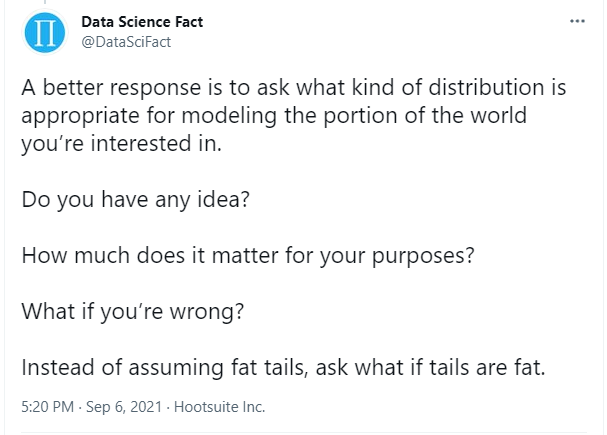 Data Science Fact
@DataSciFact
A better response is to ask what kind of distribution is
appropriate for modeling the portion of the world
you’re interested in.
Do you have any idea?
How much does it matter for your purposes?
What if you’re wrong?
Instead of assuming fat tails, ask what if tails are fat.
5:20 PM · Sep 6, 2021 · Hootsuite Inc.